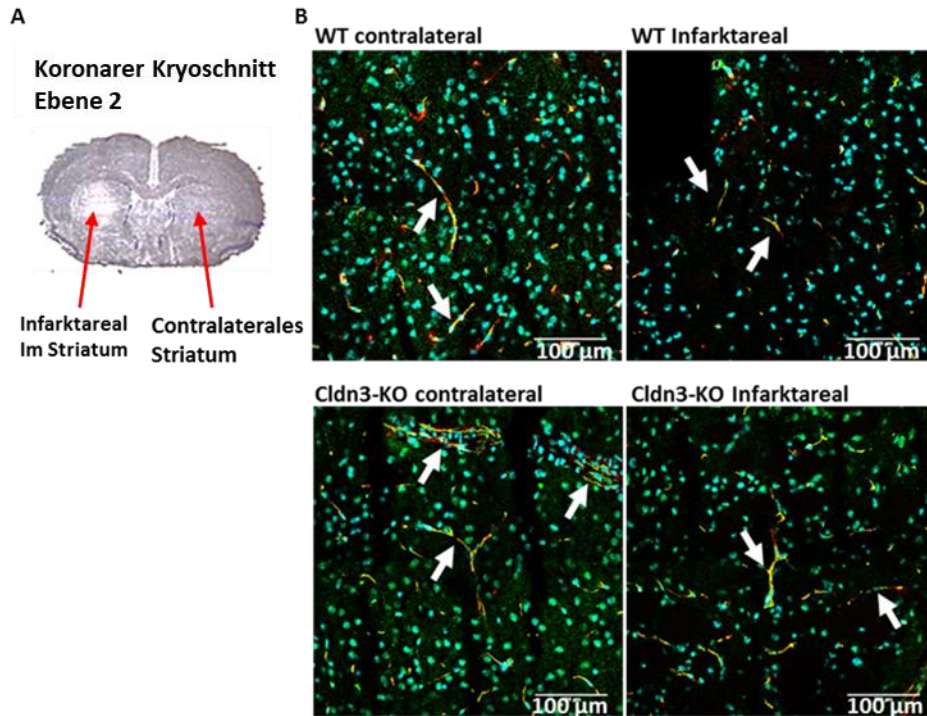 A
Koronarer Kryoschnitt
Ebene 2
Infarktareal
Im Striatum
Contralaterales
Striatum
B
WT contralateral
WT Infarktareal
100 µm
100 µm
Cldn3-KO contralateral
Cldn3-KO Infarktareal
100 µm
100 µm